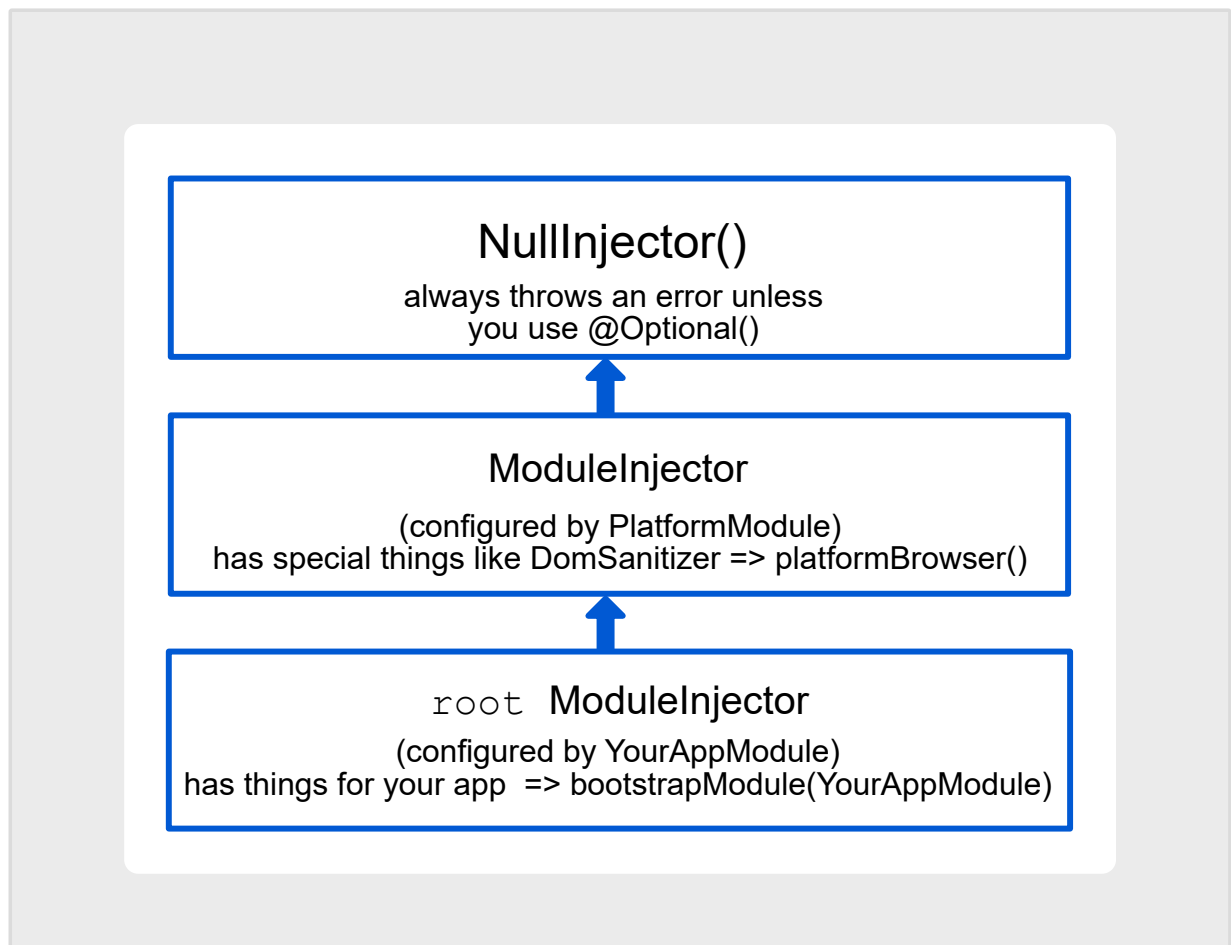 NullInjector()
always throws an error unless
you use @Optional()
ModuleInjector
(configured by PlatformModule)
has special things like DomSanitizer => platformBrowser()
root ModuleInjector
(configured by YourAppModule)
has things for your app => bootstrapModule(YourAppModule)